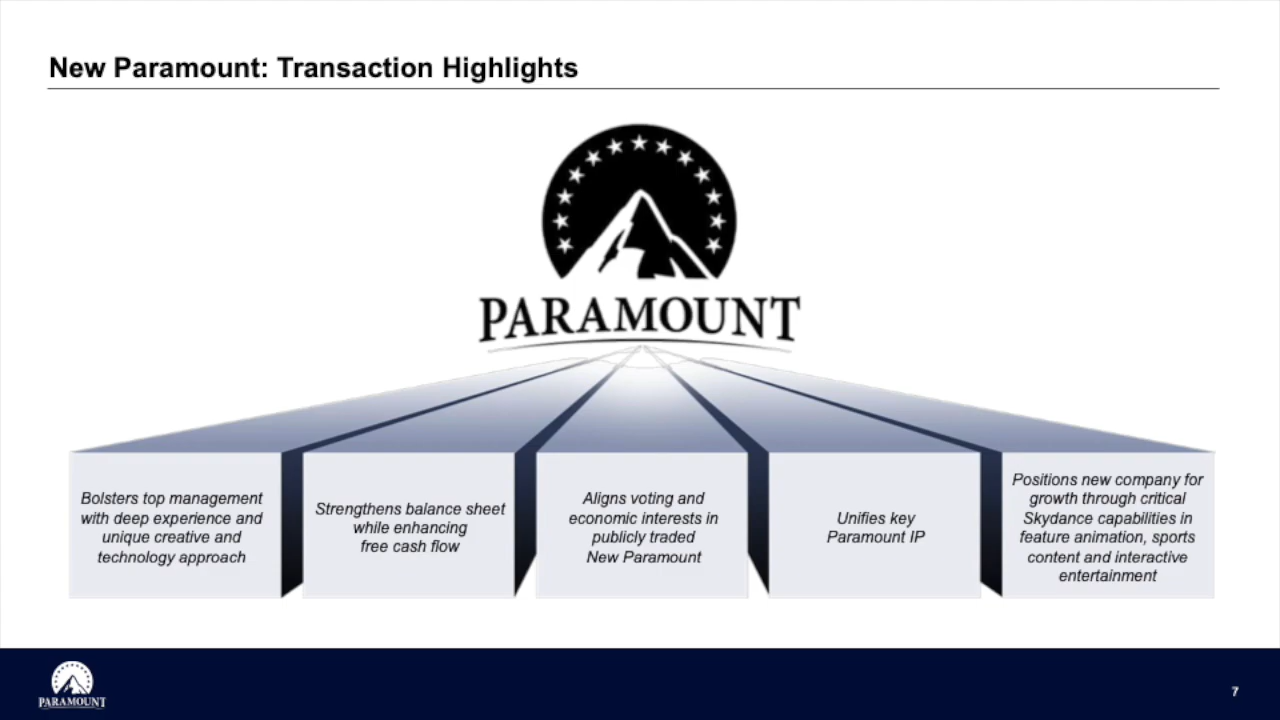 New Paramount: Transaction Highlights
PARAMOUNT
Bolsters top management
with deep experience and
unique creative and
technology approach
Strengthens balance sheet
while enhancing
free cash flow
Aligns voting and
economic interests in
publicly traded
New Paramount
Unifies key
Paramount IP
Positions new company for
growth through critical
Skydance capabilities in
feature animation, sports
content and interactive
entertainment
PARAMOUNT
7